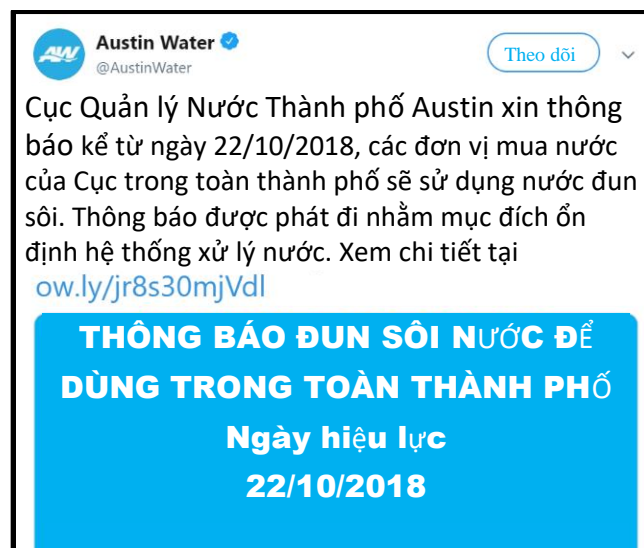 AW
Austin Water
@AustinWater
Theo dõi
Cục Quản lý Nước Thành phố Austin xin thông
báo kể từ ngày 22/10/2018, các đơn vị mua nước
của Cục trong toàn thành phố sẽ sử dụng nước đun
sôi. Thông báo được phát đi nhằm mục đích ổn
định hệ thống xử lý nước. Xem chi tiết tại
ow.ly/jr8s30mjVdl
THÔNG BÁO ĐUN SÔI NƯỚC ĐỂ
DÙNG TRONG TOÀN THÀNH PHỐ
Ngày hiệu lực
22/10/2018